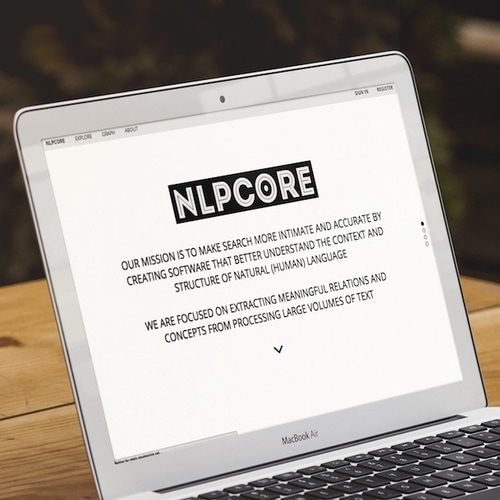 NLPCORE EXPLORE GRAPH ABOUT SIGN IN REGISTER
NLPCORE
OUR MISSION IS TO MAKE SEARCH MORE INTIMATE AND ACCURATE BY
CREATING SOFTWARE THAT BETTER UNDERSTAND THE CONTEXT AND
STRUCTURE OF NATURAL (HUMAN) LANGUAGE
WE ARE FOCUSED ON EXTRACTING MEANINGFUL RELATIONS AND
CONCEPTS FROM PROCESSING LARGE VOLUMES OF TEXT
MacBook Air